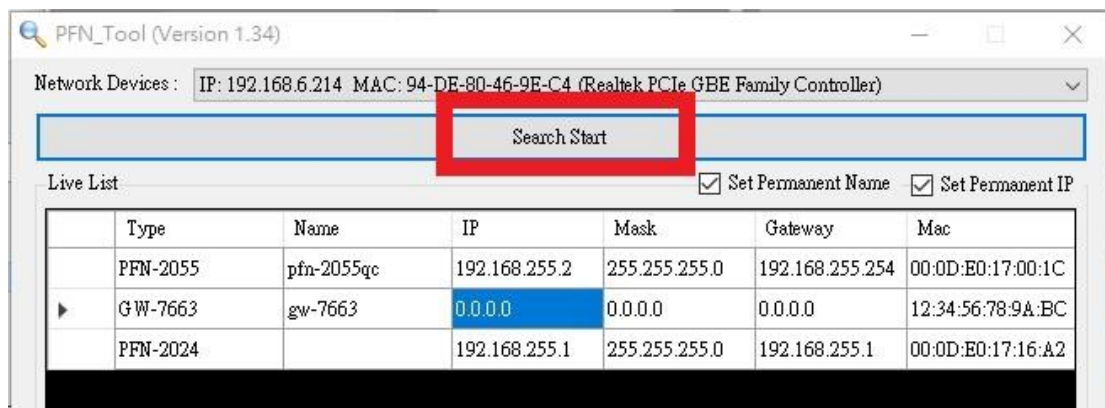 PFN_Tool (Version 1.34)
Network Devices : IP: 192.168.6.214 MAC: 94-DE-80-46-9E-C4 (Realtek PCIe GBE Family Controller)
Search Start
Live List Set Permanent Name Set Permanent IP
Type Name IP Mask Gateway Mac
PFN-2055 pfn-2055qc 192.168.255.2 255.255.255.0 192.168.255.254 00:0D:E0:17:00:1C
GW-7663 gw-7663 0.0.0.0 0.0.0.0 0.0.0.0 12:34:56:78:9A:BC
PFN-2024 192.168.255.1 255.255.255.0 192.168.255.1 00:0D:E0:17:16:A2